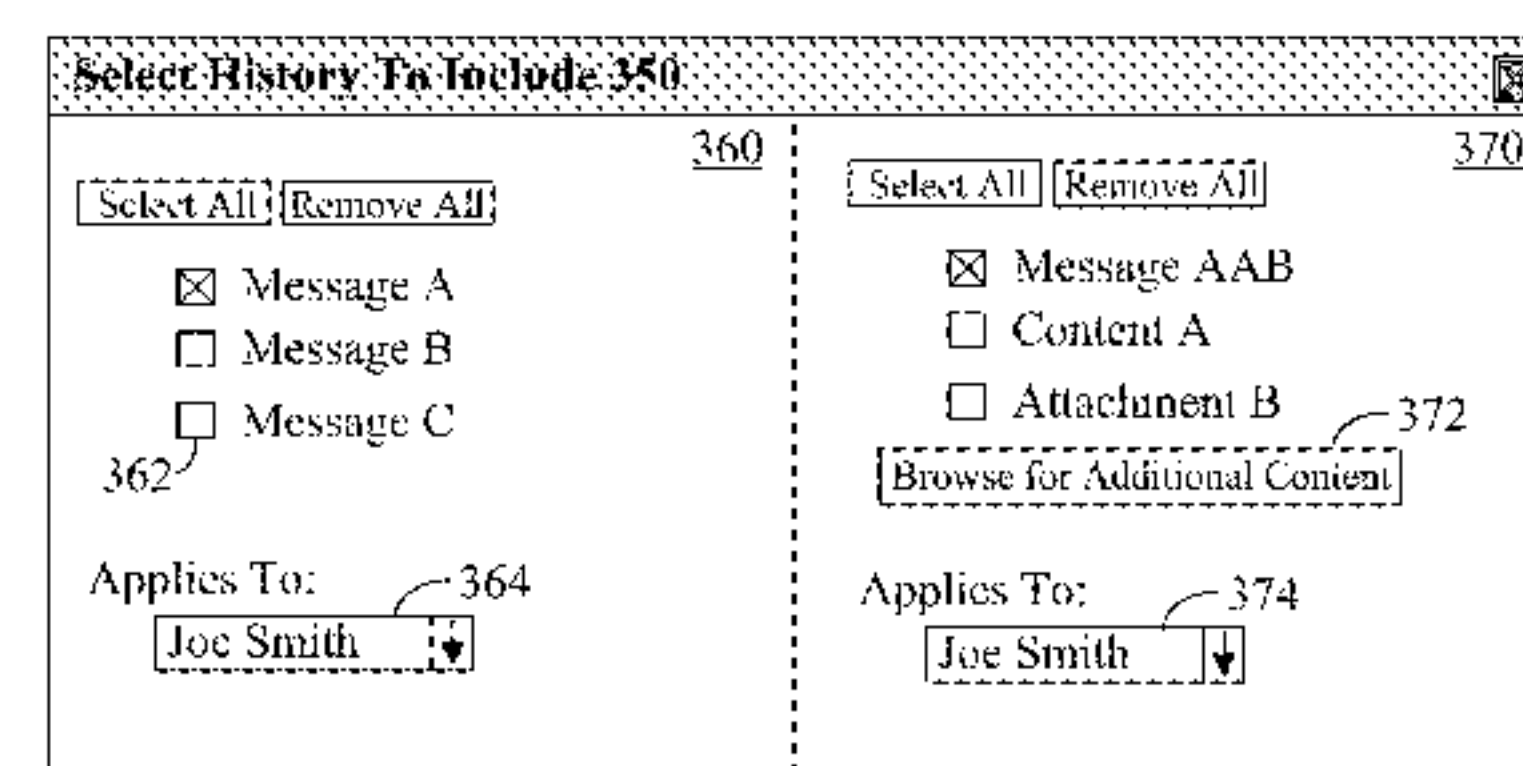 Select History To Include 350
360
Select All Remove All
Message A
Message B
Message C
362
Applies To:
364
Joe Smith
370
Select All Remove All
Message AAB
Content A
Attachment B
372
Browse for Additional Content
Applies To:
374
Joe Smith